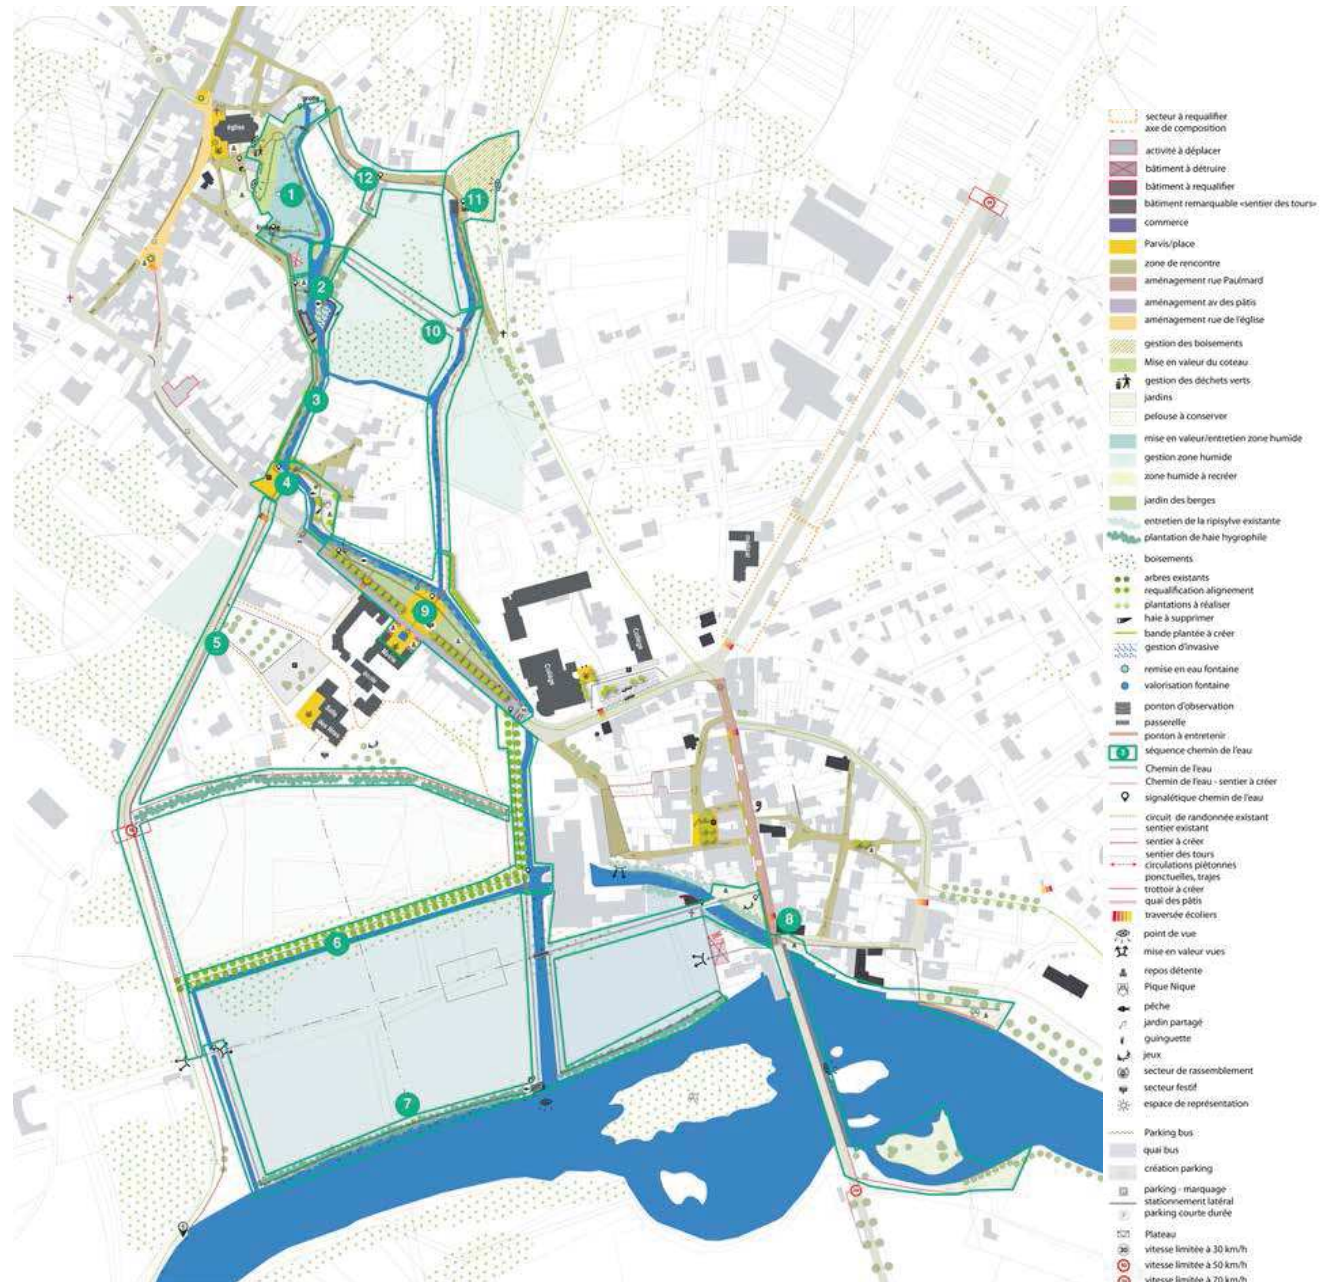 église
1
12
11
2
10
3
4
9
5
Mairie
école
Collège
Collège
6
7
8
secteur à requalifier
axe de composition
activité à déplacer
bâtiment à détruire
bâtiment à requalifier
bâtiment remarquable «sentier des tours»
commerce
Parvis/place
zone de rencontre
aménagement rue Paulmard
aménagement av des pâtis
aménagement rue de l'église
gestion des boisements
Mise en valeur du coteau
gestion des déchets verts
jardins
pelouse à conserver
mise en valeur/entretien zone humide
gestion zone humide
zone humide à recréer
jardin des berges
entretien de la ripisylve existante
plantation de haie hygrophile
boisements
arbres existants
requalification alignement
plantations à réaliser
haie à supprimer
bande plantée à créer
gestion d'invasive
remise en eau fontaine
valorisation fontaine
ponton d'observation
passerelle
ponton à entretenir
séquence chemin de l'eau
Chemin de l'eau
Chemin de l'eau - sentier à créer
signalétique chemin de l'eau
circuit de randonnée existant
sentier existant
sentier à créer
sentier des tours
circulations piétonnes
ponctuelles, trajes
trottoir à créer
quai des pâtis
traversée écoliers
point de vue
mise en valeur vues
repos détente
Pique Nique
pêche
jardin partagé
guinguette
jeux
secteur de rassemblement
secteur festif
espace de représentation
Parking bus
quai bus
création parking
parking - marquage
stationnement latéral
parking courte durée
Plateau
vitesse limitée à 30 km/h
vitesse limitée à 50 km/h
vitesse limitée à 70 km/h